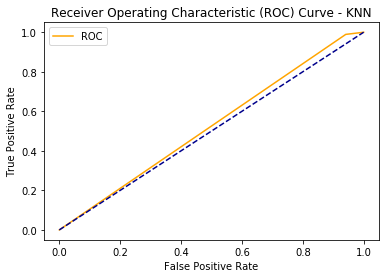 Receiver Operating Characteristic (ROC) Curve - KNN
1.0
0.8
0.6
0.4
0.2
0.0
True Positive Rate
ROC
0.0 0.2 0.4 0.6 0.8 1.0
False Positive Rate